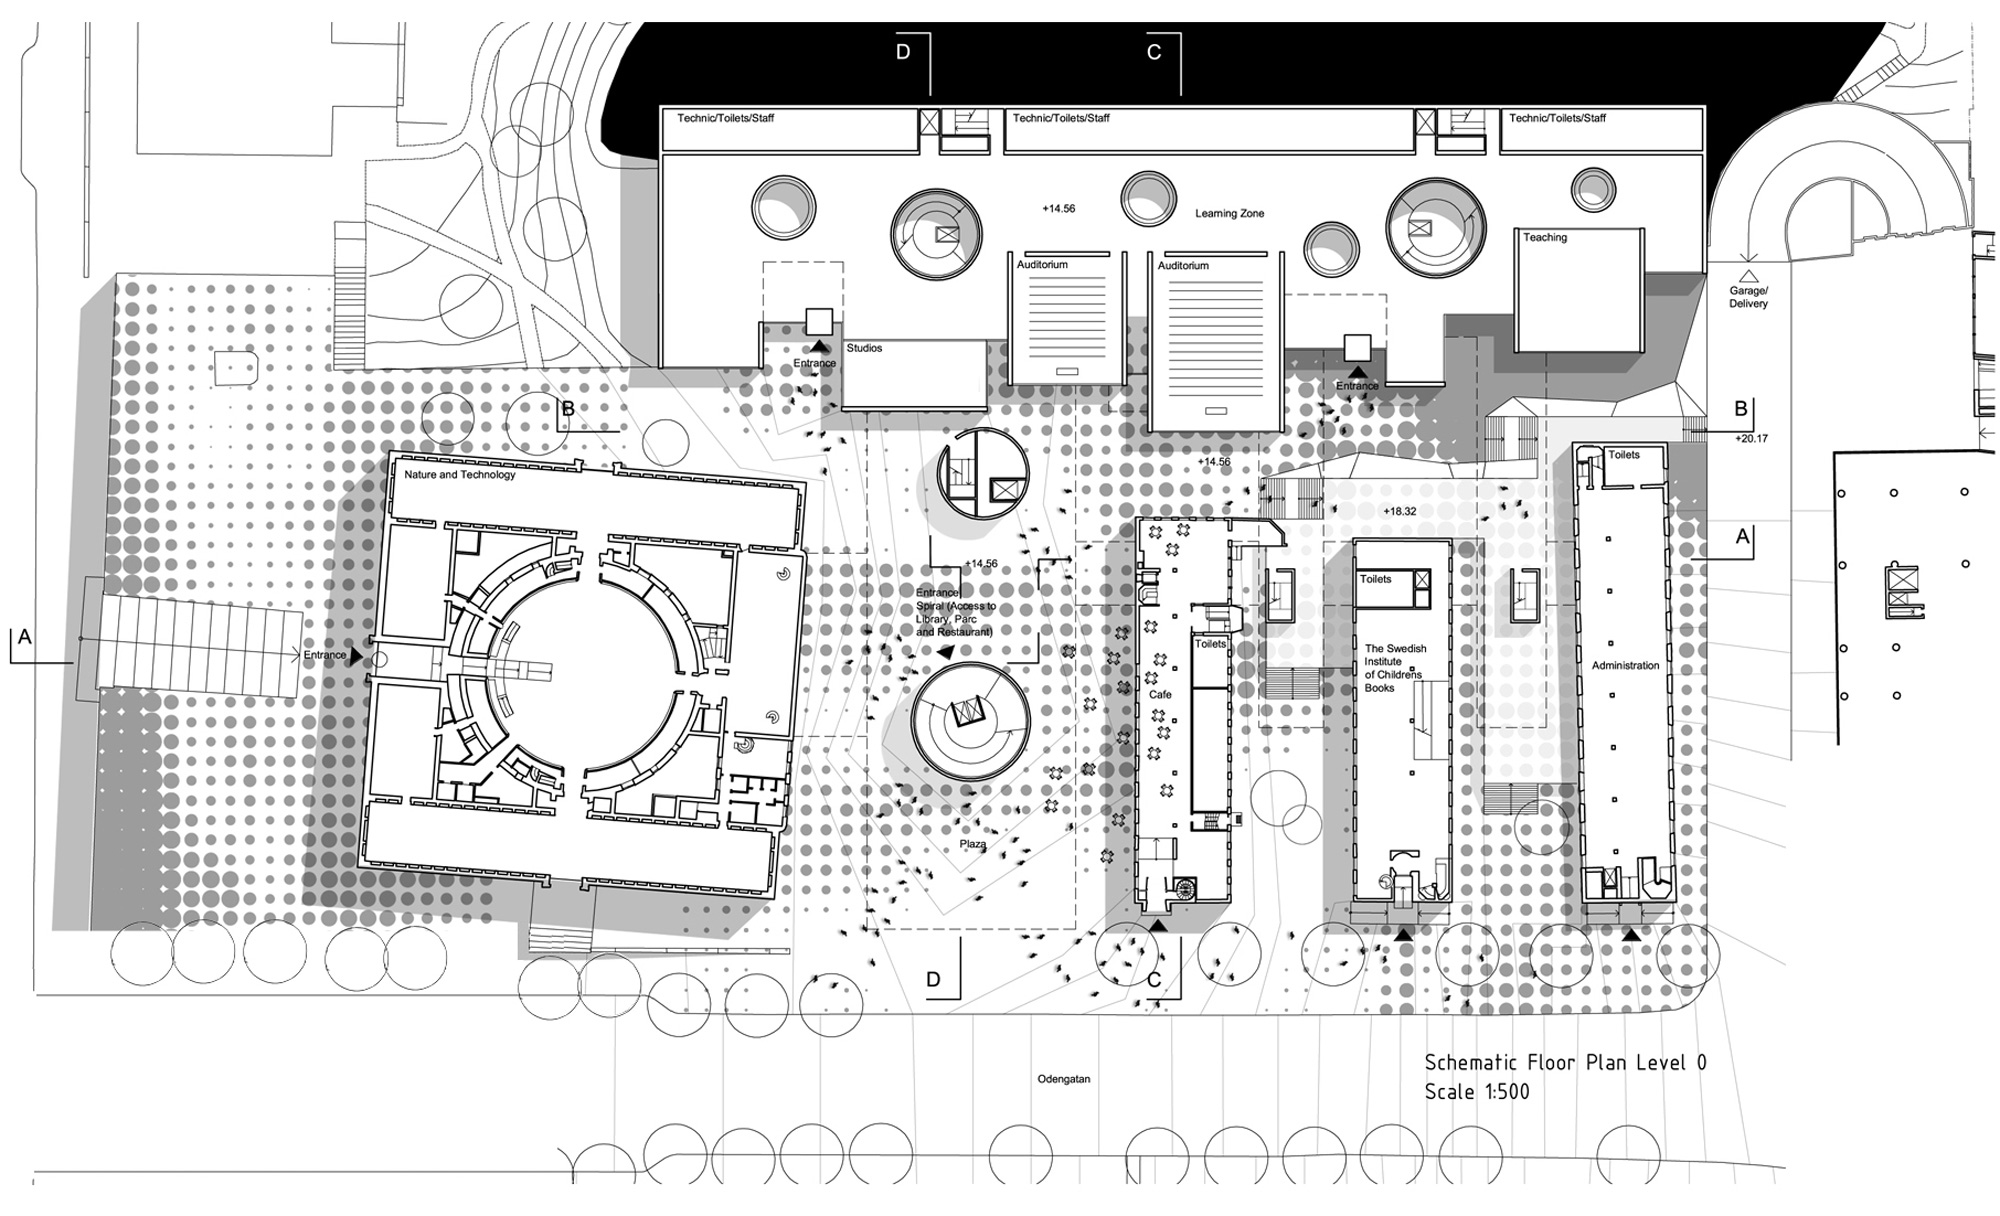 D
C
Technic/Toilets/Staff
Technic/Toilets/Staff
Technic/Toilets/Staff
+14.56
Learning Zone
Teaching
Auditorium
Auditorium
Garage/
Delivery
Studios
Entrance
Entrance
B
B
+20.17
Nature and Technology
+14.56
Toilets
+18.32
A
+14.56
Toilets
Entrance
Spiral (Access to
Library, Parc
and Restaurant)
A
Entrance
Toilets
The Swedish
Institute
of Childrens
Books
Administration
Cafe
Plaza
D
C
Schematic Floor Plan Level 0
Scale 1:500
Odengatan